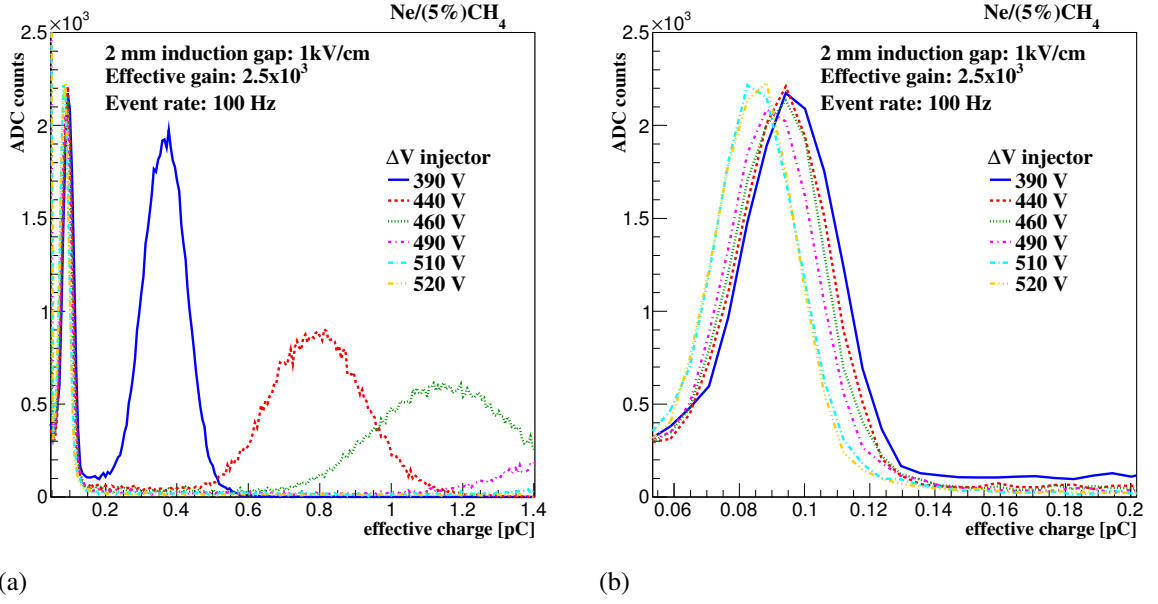 Ne/(5%)CH4
2.5 ×10³
2 mm induction gap: 1kV/cm
Effective gain: 2.5x10³
Event rate: 100 Hz
ADC counts
2
1.5
1
0.5
0
ΔV injector
390 V
440 V
460 V
490 V
510 V
520 V
0.2 0.4 0.6 0.8 1 1.2 1.4
effective charge [pC]
(a)
Ne/(5%)CH4
2.5 ×10³
2 mm induction gap: 1kV/cm
Effective gain: 2.5x10³
Event rate: 100 Hz
ADC counts
2
1.5
1
0.5
0
ΔV injector
390 V
440 V
460 V
490 V
510 V
520 V
0.06 0.08 0.1 0.12 0.14 0.16 0.18 0.2
effective charge [pC]
(b)